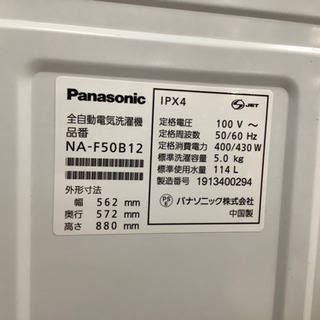 Panasonic
全自動電気洗濯機
品番
NA-F50B12
外形寸法
幅 562 mm
奥行 572 mm
高さ 880 mm
IPX4
JET
定格電圧 100 V ～
定格周波数 50/60 Hz
定格消費電力 400/430 W
標準洗濯容量 5.0 kg
標準使用水量 114 L
製造番号 1913400294
PS E
パナソニック株式会社
中国製